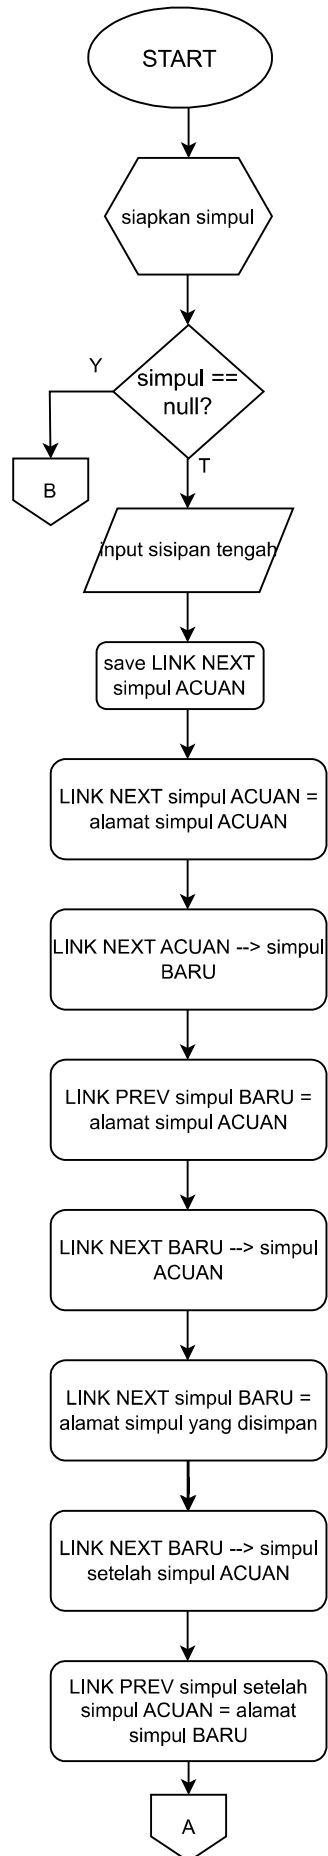 START
siapkan simpul
simpul ==
null?
Y
B
T
input sisipan tengah
save LINK NEXT
simpul ACUAN
LINK NEXT simpul ACUAN =
alamat simpul ACUAN
LINK NEXT ACUAN --> simpul
BARU
LINK PREV simpul BARU =
alamat simpul ACUAN
LINK NEXT BARU --> simpul
ACUAN
LINK NEXT simpul BARU =
alamat simpul yang disimpan
LINK NEXT BARU --> simpul
setelah simpul ACUAN
LINK PREV simpul setelah
simpul ACUAN = alamat
simpul BARU
A